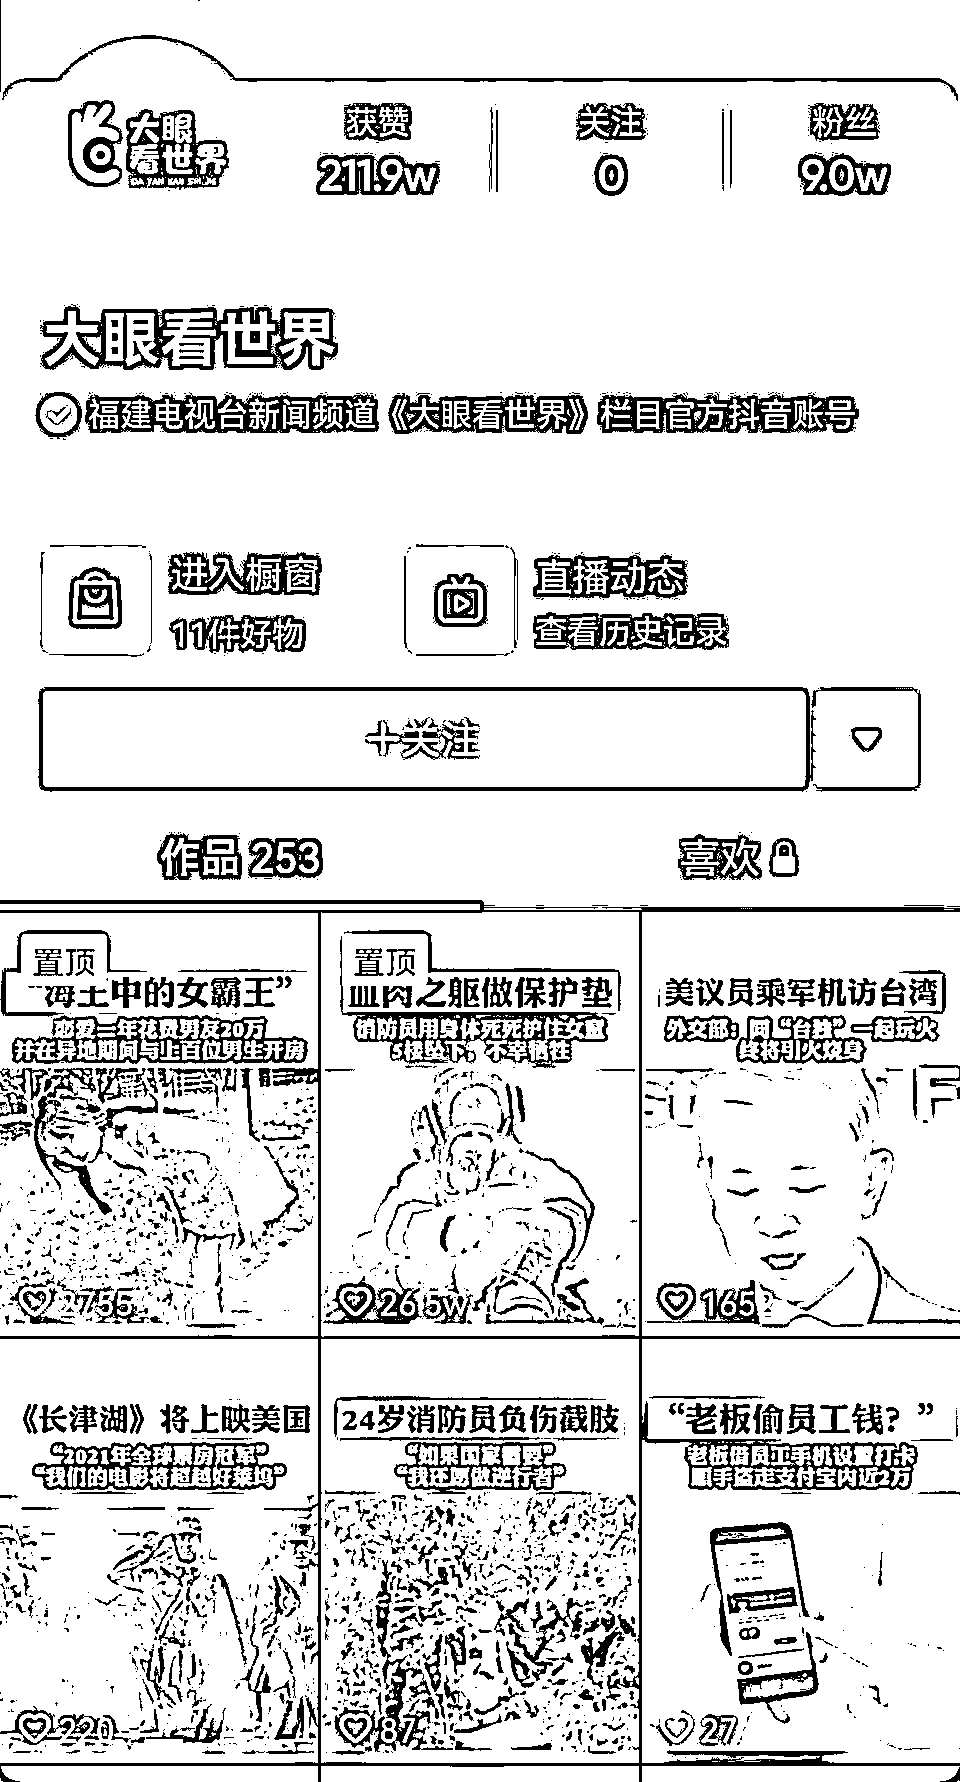 大眼
看世界
DA YAN KAN SHI JIE
获赞
211.9w
关注
0
粉丝
9.0w
大眼看世界
福建电视台新闻频道《大眼看世界》栏目官方抖音账号
进入橱窗
11件好物
直播动态
查看历史记录
+关注
作品 253
喜欢
置顶
“海王中的女霸王”
恋爱一年花费男友20万
并在异地期间与上百位男生开房
2755
置顶
血肉之躯做保护垫
消防员用身体死死护住女童
5楼坠下,不幸牺牲
26.5w
美议员乘军机访台湾
外交部:同“台独”一起玩火
终将引火烧身
F
165
《长津湖》将上映美国
“2021年全球票房冠军”
“我们的电影将超越好莱坞”
220
24岁消防员负伤截肢
“如果国家需要”
“我还愿做逆行者”
87
“老板偷员工钱?”
老板借员工手机设置打卡
顺手盗走支付宝内近2万
27